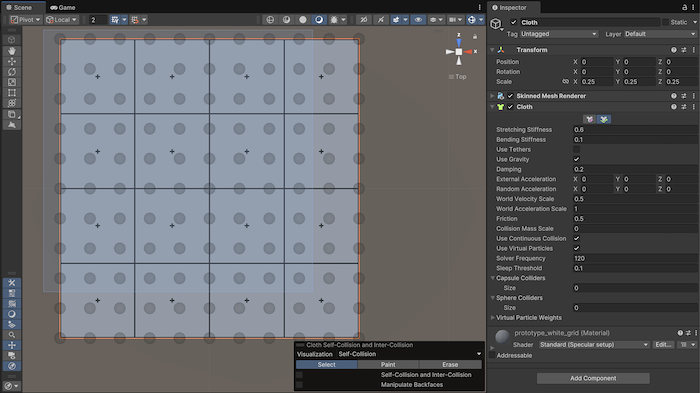 Scene
Game
Pivot
Local
2
z
x
Top
Cloth Self-Collision and Inter-Collision
Visualization Self-Collision
Select Paint Erase
Self-Collision and Inter-Collision
Manipulate Backfaces
Inspector
Cloth Static
Tag Untagged Layer Default
Transform
Position X 0 Y 0 Z 0
Rotation X 0 Y 0 Z 0
Scale X 0.25 Y 0.25 Z 0.25
Skinned Mesh Renderer
Cloth
Stretching Stiffness 0.6
Bending Stiffness 0.1
Use Tethers
Use Gravity
Damping 0.2
External Acceleration X 0 Y 0 Z 0
Random Acceleration X 0 Y 0 Z 0
World Velocity Scale 0.5
World Acceleration Scale 1
Friction 0.5
Collision Mass Scale 0
Use Continuous Collision
Use Virtual Particles
Solver Frequency 120
Sleep Threshold 0.1
Capsule Colliders
Size 0
Sphere Colliders
Size 0
Virtual Particle Weights
prototype_white_grid (Material)
Shader Standard (Specular setup) Edit...
Addressable
Add Component